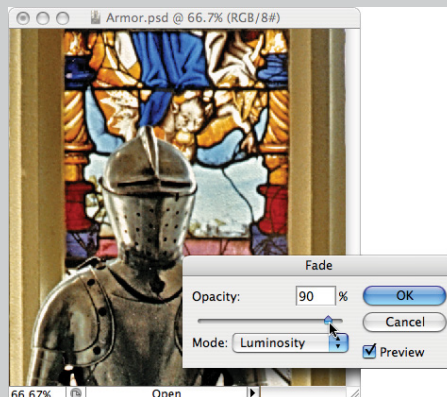 Armor.psd @ 66.7% (RGB/8#)
Fade
Opacity: 90 % OK
Cancel
Mode: Luminosity
Preview
66.67% Open